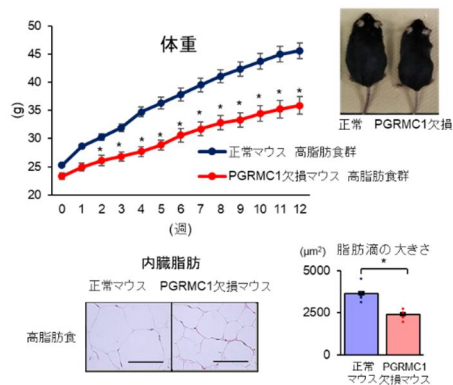 体重
(g)
50
45
40
35
30
25
20
* * * * * * * * * * *
正常マウス 高脂肪食群
PGRMC1欠損マウス 高脂肪食群
0 1 2 3 4 5 6 7 8 9 10 11 12
(週)
正常 PGRMC1欠損
内臓脂肪
正常マウス PGRMC1欠損マウス
高脂肪食
脂肪滴の大きさ
(μm²)
*
5000
2500
0
正常 PGRMC1
マウス 欠損マウス